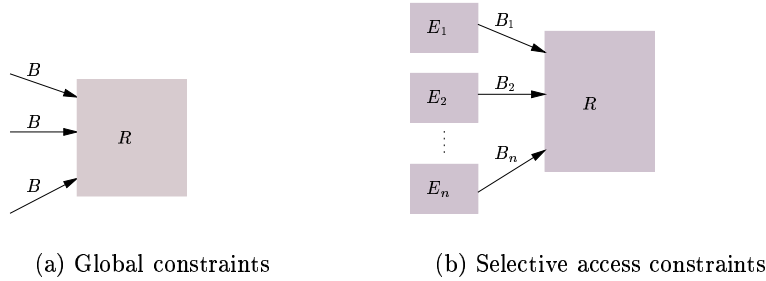 B
B
B
R
(a) Global constraints
E₁
E₂
Eₙ
B₁
B₂
Bₙ
R
(b) Selective access constraints